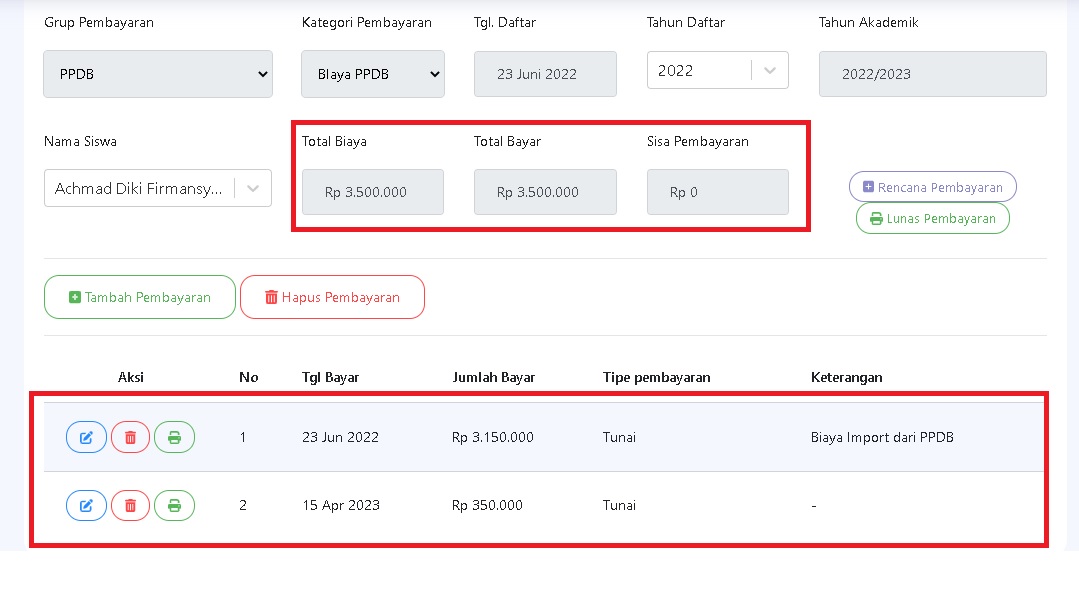 Grup Pembayaran Kategori Pembayaran Tgl. Daftar Tahun Daftar Tahun Akademik
PPDB BIaya PPDB 23 Juni 2022 2022 2022/2023
Nama Siswa Total Biaya Total Bayar Sisa Pembayaran
Achmad Diki Firmansy... Rp 3.500.000 Rp 3.500.000 Rp 0 Rencana Pembayaran
Lunas Pembayaran
Tambah Pembayaran Hapus Pembayaran
Aksi No Tgl Bayar Jumlah Bayar Tipe pembayaran Keterangan
1 23 Jun 2022 Rp 3.150.000 Tunai Biaya Import dari PPDB
2 15 Apr 2023 Rp 350.000 Tunai -